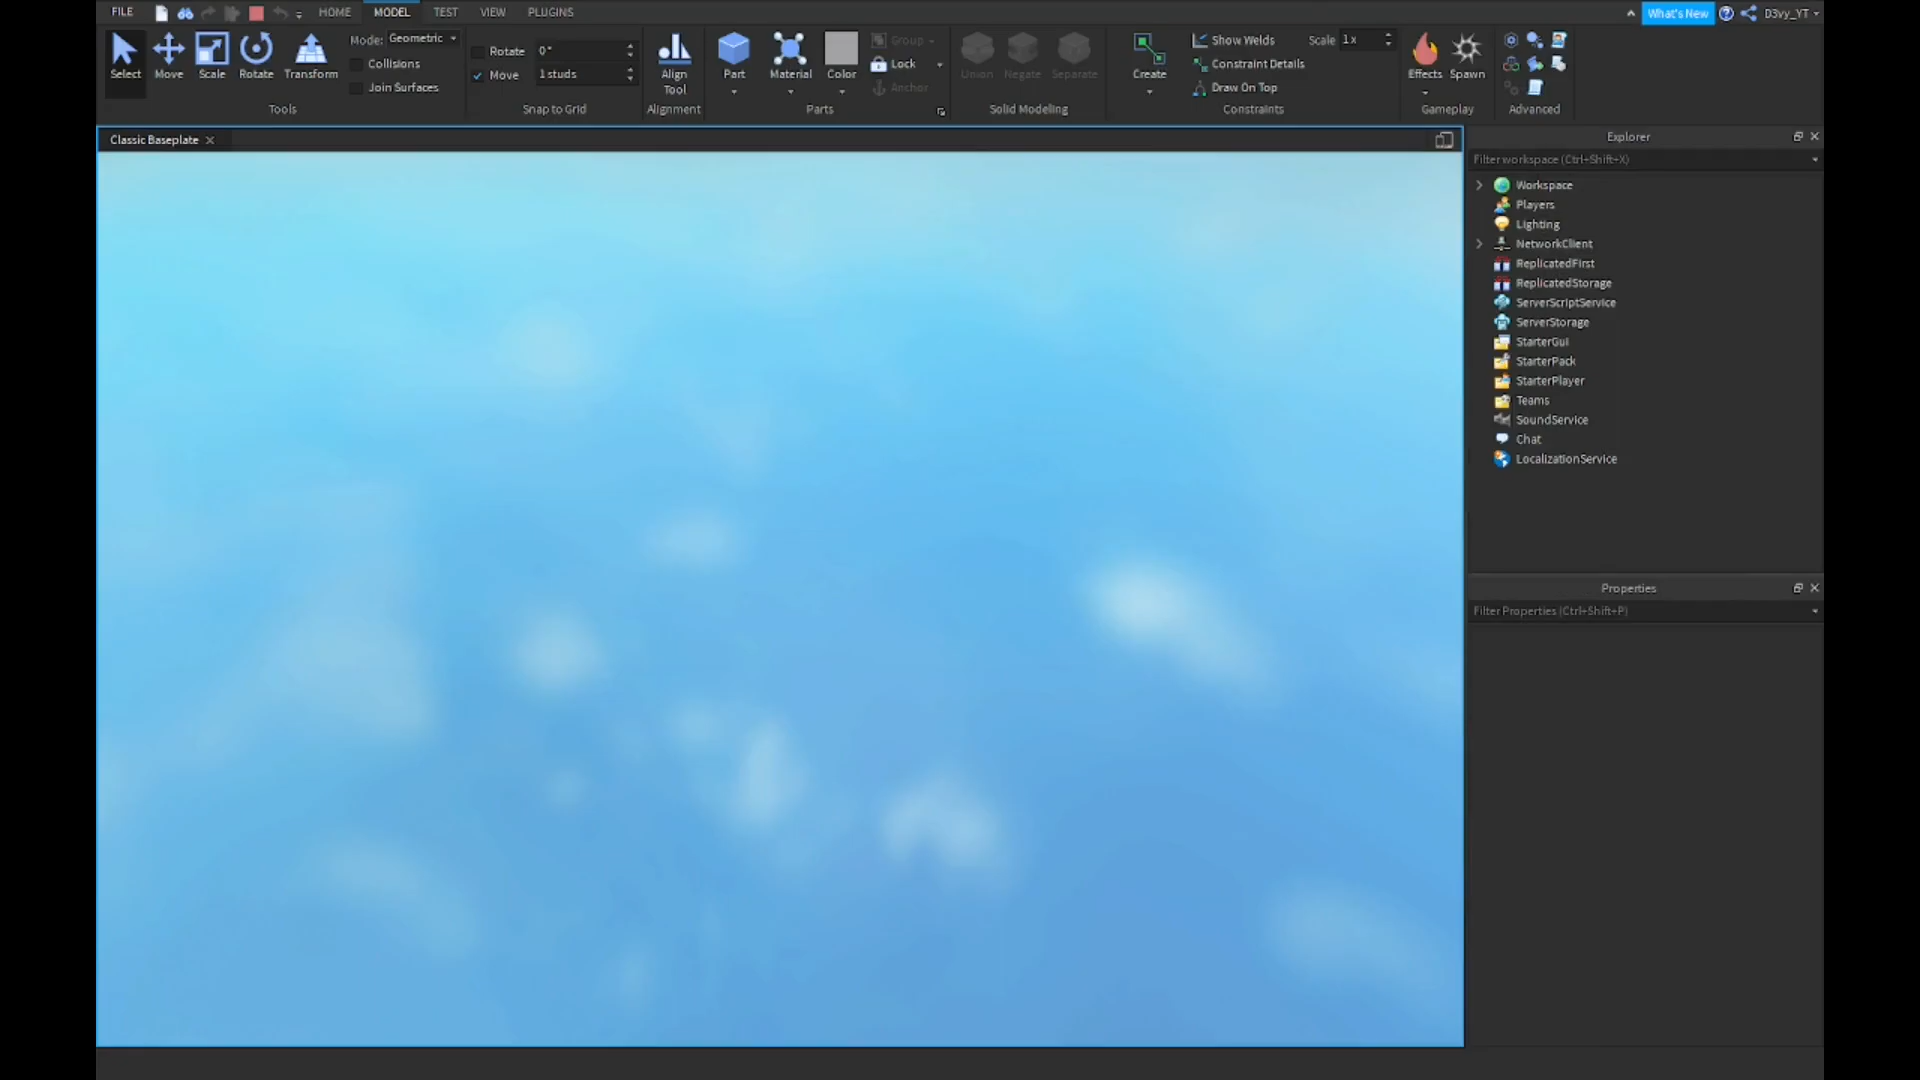 FILE HOME MODEL TEST VIEW PLUGINS What's New D3vy_YT
Select Move Scale Rotate Transform
Mode: Geometric
Collisions
Join Surfaces
Tools
Rotate 0°
Move 1 studs
Snap to Grid
Align
Tool
Alignment
Part Material Color
Group
Lock
Anchor
Parts
Union Negate Separate
Solid Modeling
Create
Show Welds Scale 1 x
Constraint Details
Draw On Top
Constraints
Effects Spawn
Gameplay
Advanced
Classic Baseplate
Explorer
Filter workspace (Ctrl+Shift+X)
Workspace
Players
Lighting
NetworkClient
ReplicatedFirst
ReplicatedStorage
ServerScriptService
ServerStorage
StarterGui
StarterPack
StarterPlayer
Teams
SoundService
Chat
LocalizationService
Properties
Filter Properties (Ctrl+Shift+P)